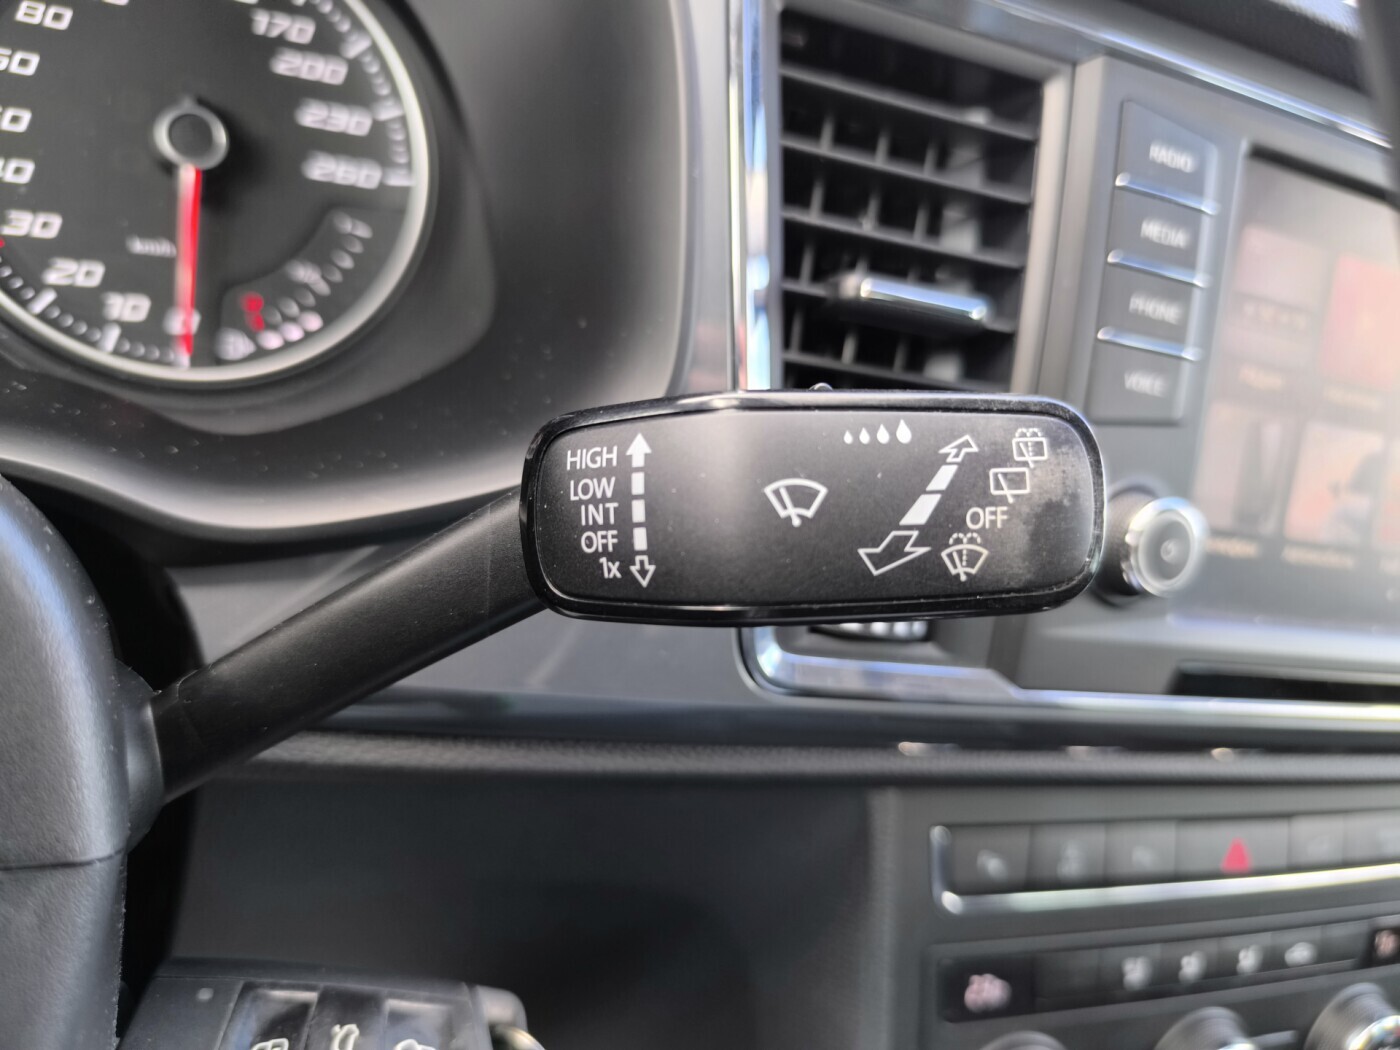 80
170
200
230
260
30
20
10
0
km/h
RADIO
MEDIA
PHONE
VOICE
HIGH
LOW
INT
OFF
1x
OFF